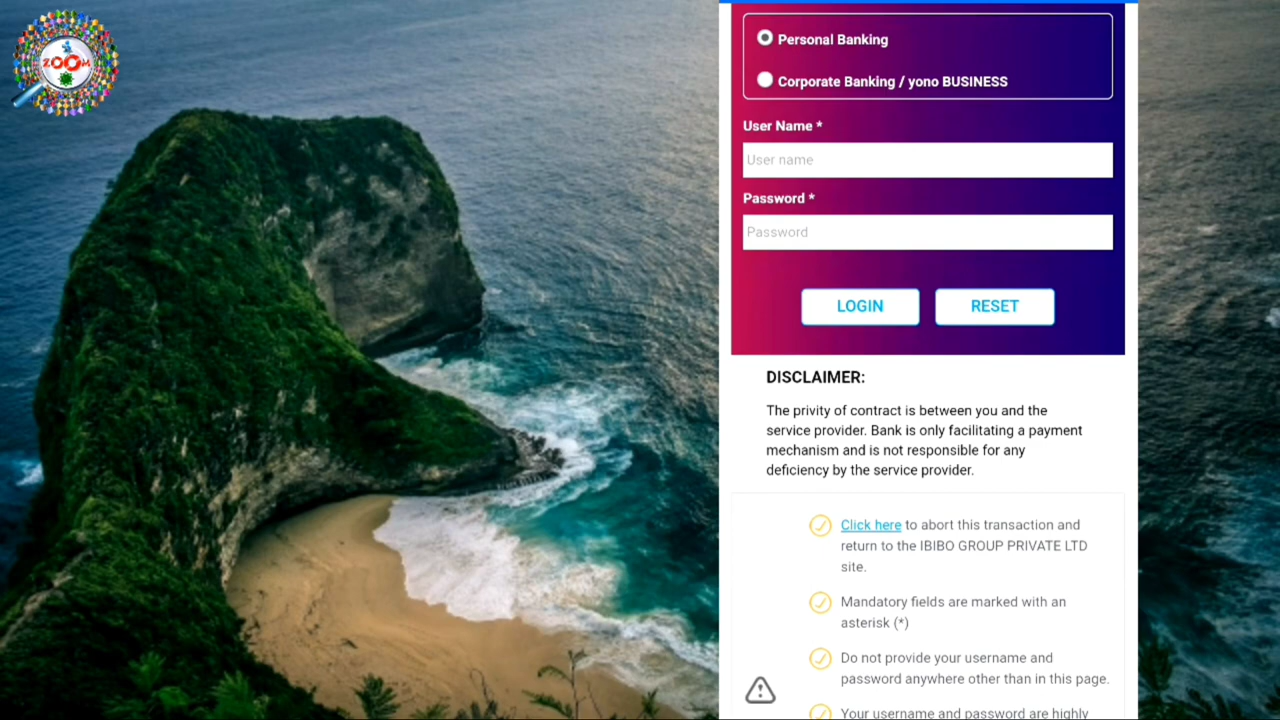 ZOOM
Personal Banking
Corporate Banking / yono BUSINESS
User Name *
User name
Password *
Password
LOGIN
RESET
DISCLAIMER:
The privity of contract is between you and the
service provider. Bank is only facilitating a payment
mechanism and is not responsible for any
deficiency by the service provider.
Click here to abort this transaction and
return to the IBIBO GROUP PRIVATE LTD
site.
Mandatory fields are marked with an
asterisk (*)
Do not provide your username and
password anywhere other than in this page.
Your username and password are highly